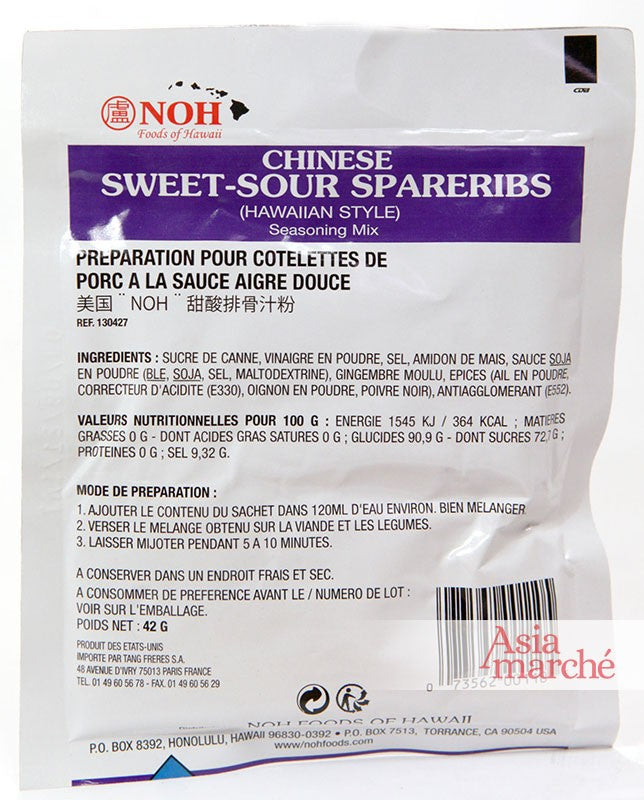 CDB
盧 NOH
Foods of Hawaii
CHINESE
SWEET-SOUR SPARERIBS
(HAWAIIAN STYLE)
Seasoning Mix
PREPARATION POUR COTELETTES DE
PORC A LA SAUCE AIGRE DOUCE
美国 ¨ NOH ¨ 甜酸排骨汁粉
REF. 130427
INGREDIENTS : SUCRE DE CANNE, VINAIGRE EN POUDRE, SEL, AMIDON DE MAIS, SAUCE SOJA
EN POUDRE (BLE, SOJA, SEL, MALTODEXTRINE), GINGEMBRE MOULU, EPICES (AIL EN POUDRE,
CORRECTEUR D'ACIDITE (E330), OIGNON EN POUDRE, POIVRE NOIR), ANTIAGGLOMERANT (E552).
VALEURS NUTRITIONNELLES POUR 100 G : ENERGIE 1545 KJ / 364 KCAL ; MATIERES
GRASSES 0 G - DONT ACIDES GRAS SATURES 0 G ; GLUCIDES 90,9 G - DONT SUCRES 72,7 G ;
PROTEINES 0 G ; SEL 9,32 G.
MODE DE PREPARATION :
1. AJOUTER LE CONTENU DU SACHET DANS 120ML D'EAU ENVIRON. BIEN MELANGER
2. VERSER LE MELANGE OBTENU SUR LA VIANDE ET LES LEGUMES.
3. LAISSER MIJOTER PENDANT 5 A 10 MINUTES.
A CONSERVER DANS UN ENDROIT FRAIS ET SEC.
A CONSOMMER DE PREFERENCE AVANT LE / NUMERO DE LOT :
VOIR SUR L'EMBALLAGE.
POIDS NET : 42 G
PRODUIT DES ETATS-UNIS
IMPORTE PAR TANG FRERES S.A.
48 AVENUE D'IVRY 75013 PARIS FRANCE
TEL. 01 49 60 56 78 - FAX. 01 49 60 56 29
Asia
marché
0 73562
NOH FOODS OF HAWAII
P.O. BOX 8392, HONOLULU, HAWAII 96830-0392 • P.O. BOX 7513, TORRANCE, CA 90504 USA
www.nohfoods.com